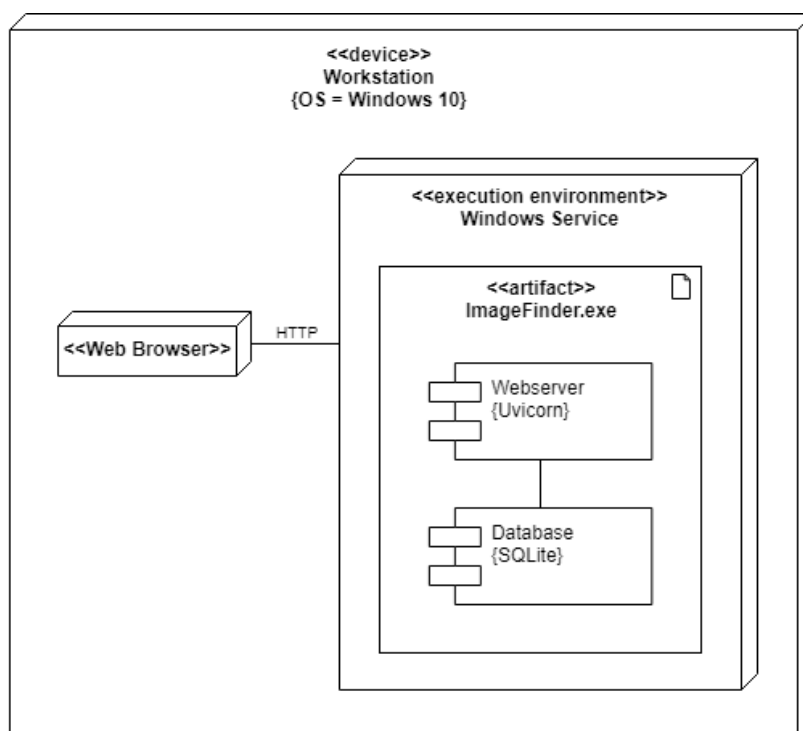 <<device>>
Workstation
{OS = Windows 10}
<<execution environment>>
Windows Service
<<artifact>>
ImageFinder.exe
<<Web Browser>>
HTTP
Webserver
{Uvicorn}
Database
{SQLite}